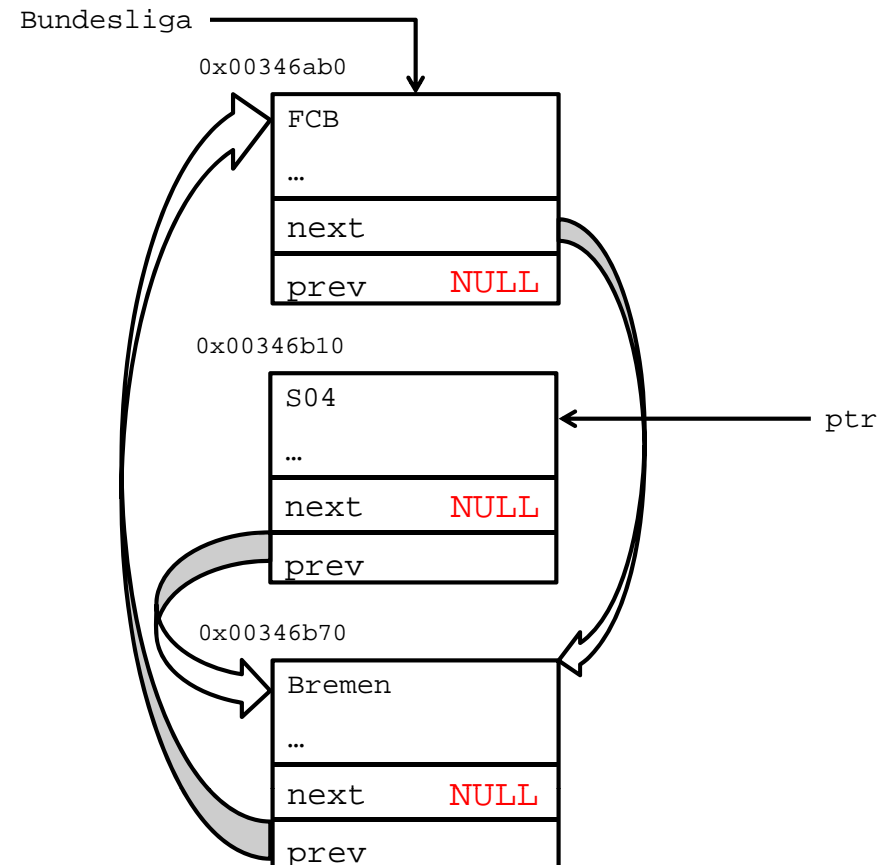 Bundesliga
0x00346ab0
FCB
…
next
prev NULL
0x00346b10
S04
ptr
…
next NULL
prev
0x00346b70
Bremen
…
next NULL
prev